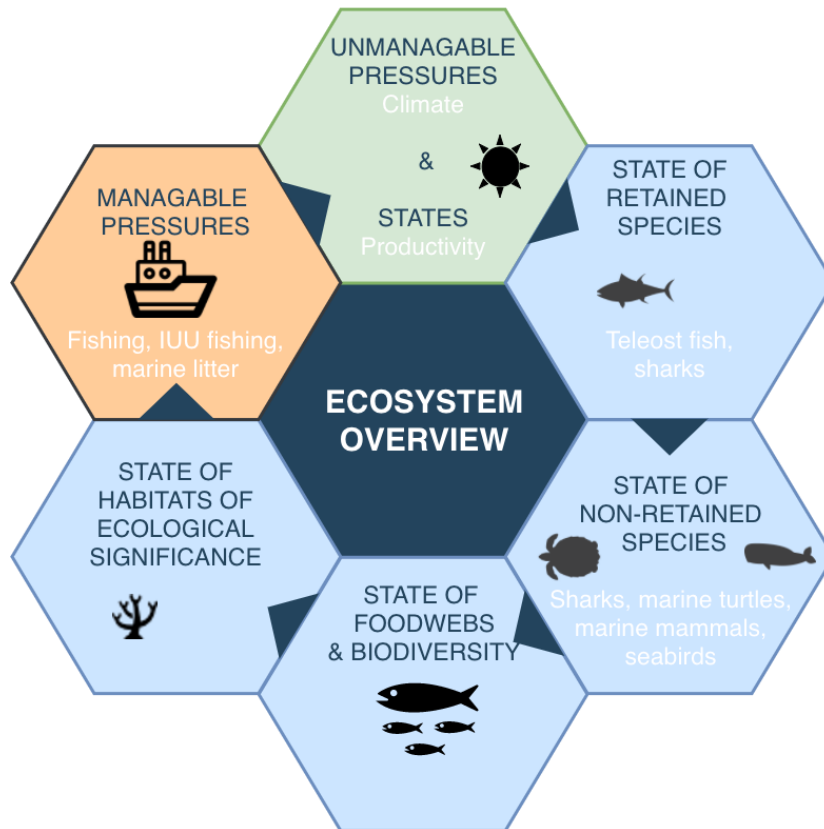 UNMANAGABLE
PRESSURES
Climate
&
STATES
Productivity
STATE OF
RETAINED
SPECIES
Teleost fish,
sharks
STATE OF
NON-RETAINED
SPECIES
Sharks, marine turtles,
marine mammals,
seabirds
STATE OF
FOODWEBS
& BIODIVERSITY
STATE OF
HABITATS OF
ECOLOGICAL
SIGNIFICANCE
MANAGABLE
PRESSURES
Fishing, IUU fishing,
marine litter
ECOSYSTEM
OVERVIEW